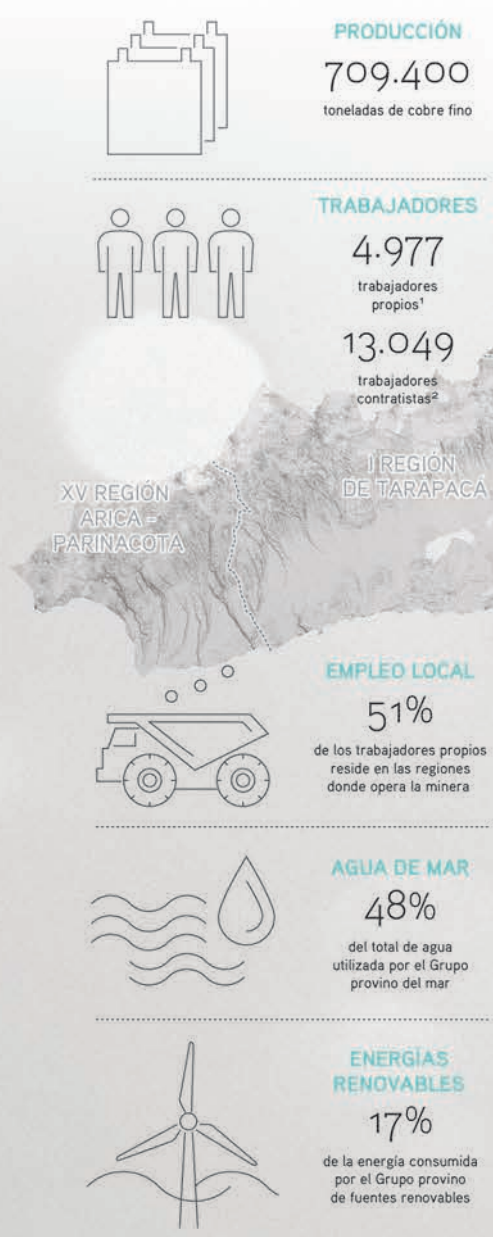 PRODUCCIÓN
709.400
toneladas de cobre fino
TRABAJADORES
4.977
trabajadores
propios¹
13.049
trabajadores
contratistas²
XV REGIÓN
ARICA -
PARINACOTA
I REGIÓN
DE TARAPACÁ
EMPLEO LOCAL
51%
de los trabajadores propios
reside en las regiones
donde opera la minera
AGUA DE MAR
48%
del total de agua
utilizada por el Grupo
provino del mar
ENERGÍAS
RENOVABLES
17%
de la energía consumida
por el Grupo provino
de fuentes renovables